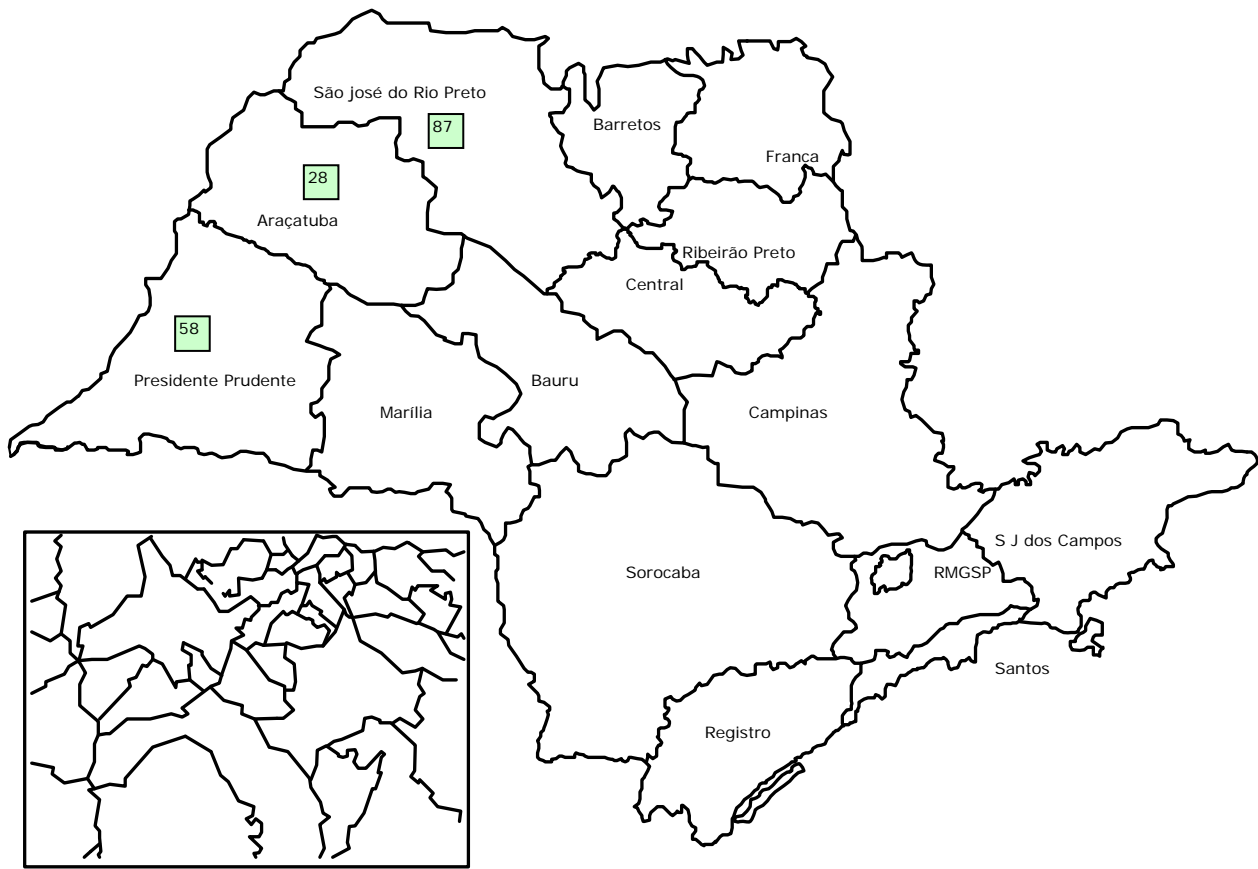 São josé do Rio Preto
87
Barretos
Franca
28
Araçatuba
Ribeirão Preto
Central
58
Presidente Prudente
Bauru
Marília
Campinas
S J dos Campos
Sorocaba
RMGSP
Santos
Registro